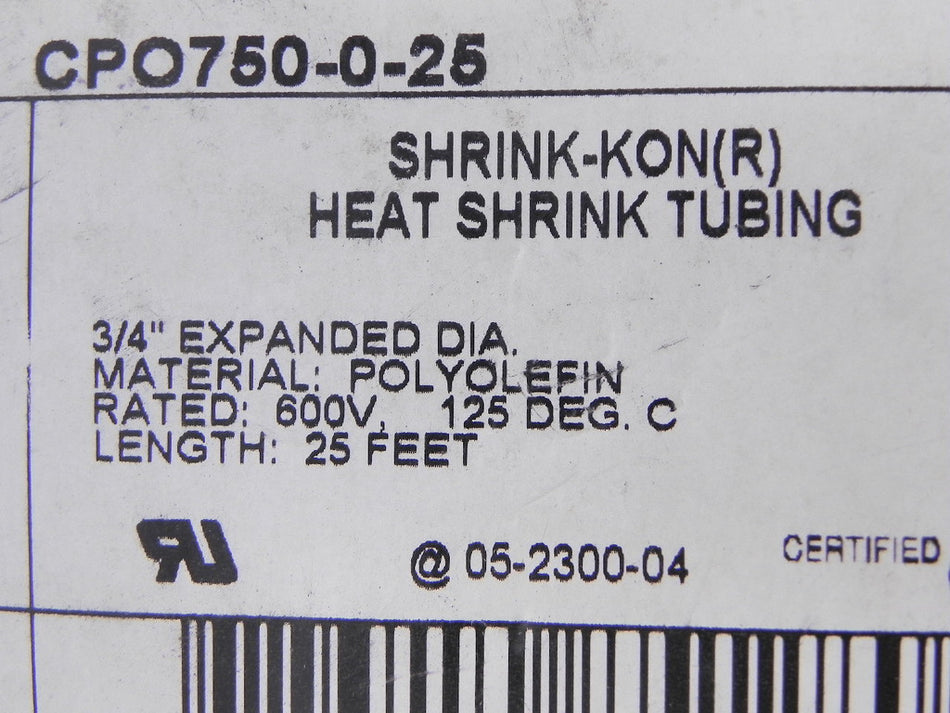 CPO750-0-25
SHRINK-KON(R)
HEAT SHRINK TUBING
3/4" EXPANDED DIA.
MATERIAL: POLYOLEFIN
RATED: 600V, 125 DEG. C
LENGTH: 25 FEET
@ 05-2300-04
CERTIFIED